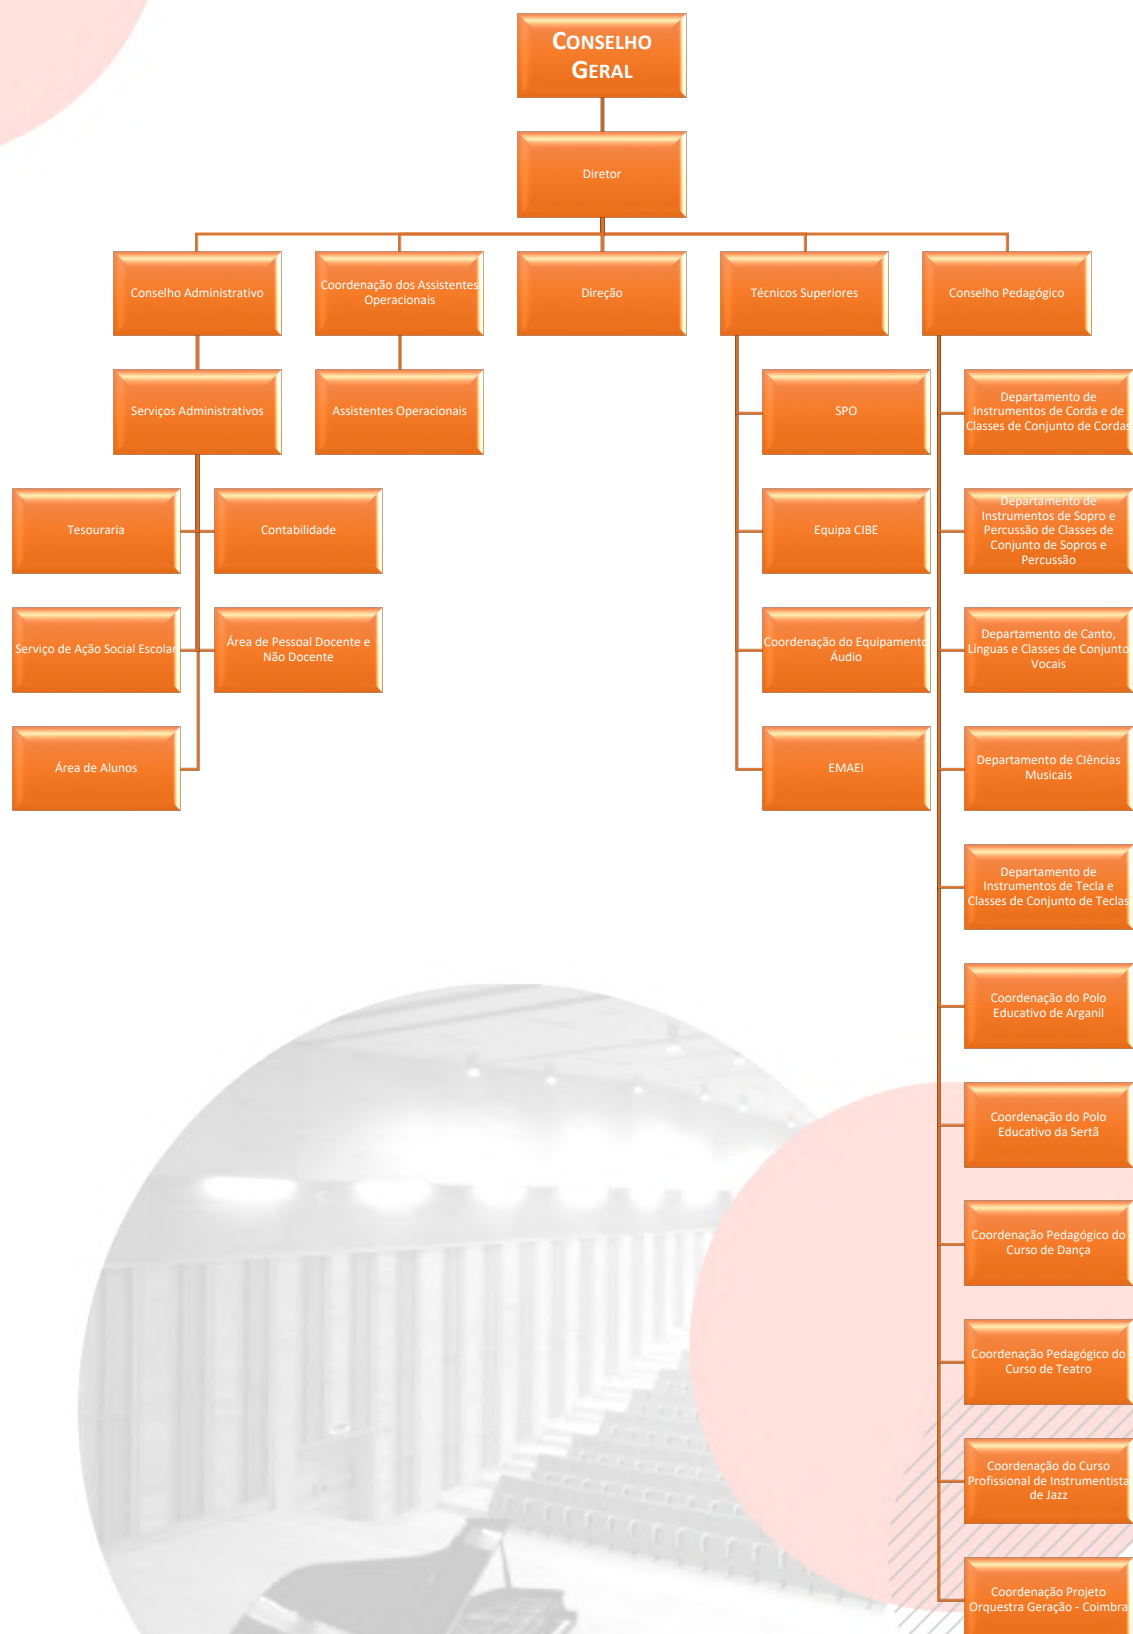 CONSELHO
GERAL
Diretor
Conselho Administrativo
Coordenação dos Assistentes
Operacionais
Direção
Técnicos Superiores
Conselho Pedagógico
Serviços Administrativos
Assistentes Operacionais
SPO
Departamento de
Instrumentos de Corda e de
Classes de Conjunto de Cordas
Tesouraria
Contabilidade
Equipa CIBE
Departamento de
Instrumentos de Sopro e
Percussão de Classes de
Conjunto de Sopros e
Percussão
Serviço de Ação Social Escolar
Área de Pessoal Docente e
Não Docente
Coordenação do Equipamento
Áudio
Departamento de Canto,
Línguas e Classes de Conjunto
Vocais
Área de Alunos
EMAEI
Departamento de CIências
Musicais
Departamento de
Instrumentos de Tecla e
Classes de Conjunto de Teclas
Coordenação do Polo
Educativo de Arganil
Coordenação do Polo
Educativo da Sertã
Coordenação Pedagógico do
Curso de Dança
Coordenação Pedagógico do
Curso de Teatro
Coordenação do Curso
Profissional de Instrumentista
de Jazz
Coordenação Projeto
Orquestra Geração - Coimbra